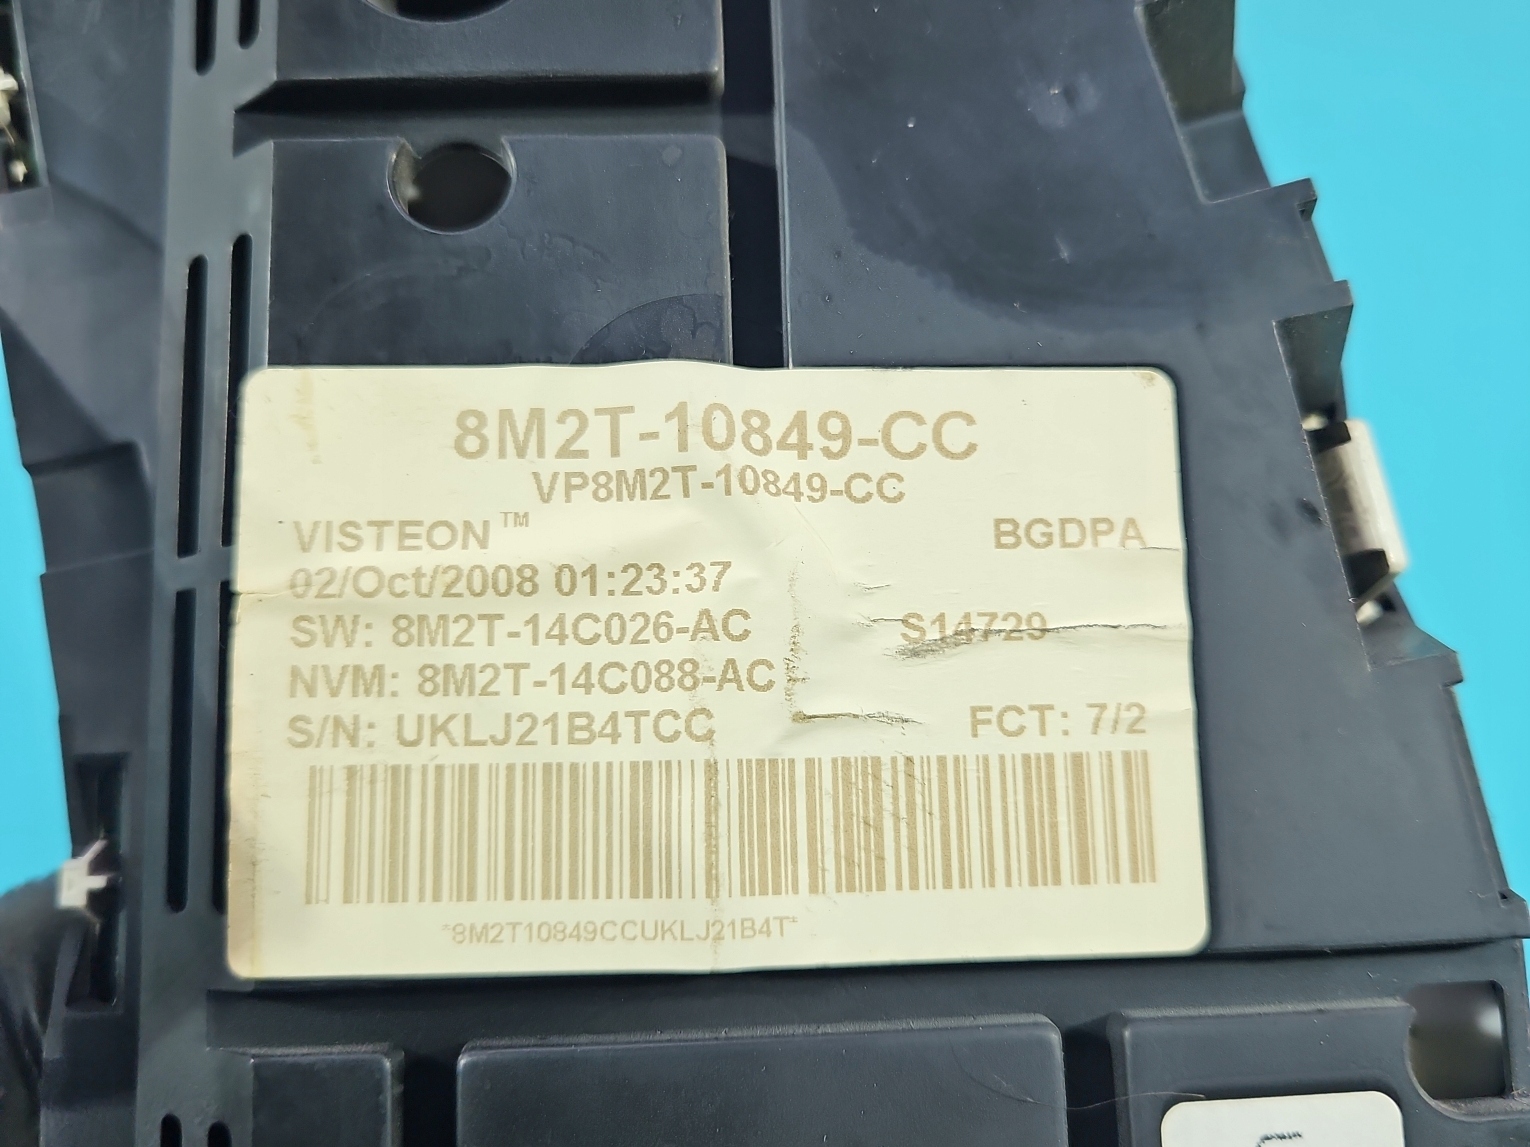 8M2T-10849-CC
VP8M2T-10849-CC
VISTEON™ BGDPA
02/Oct/2008 01:23:37
SW: 8M2T-14C026-AC S14729
NVM: 8M2T-14C088-AC
S/N: UKLJ21B4TCC FCT: 7/2
*8M2T10849CCUKLJ21B4T*